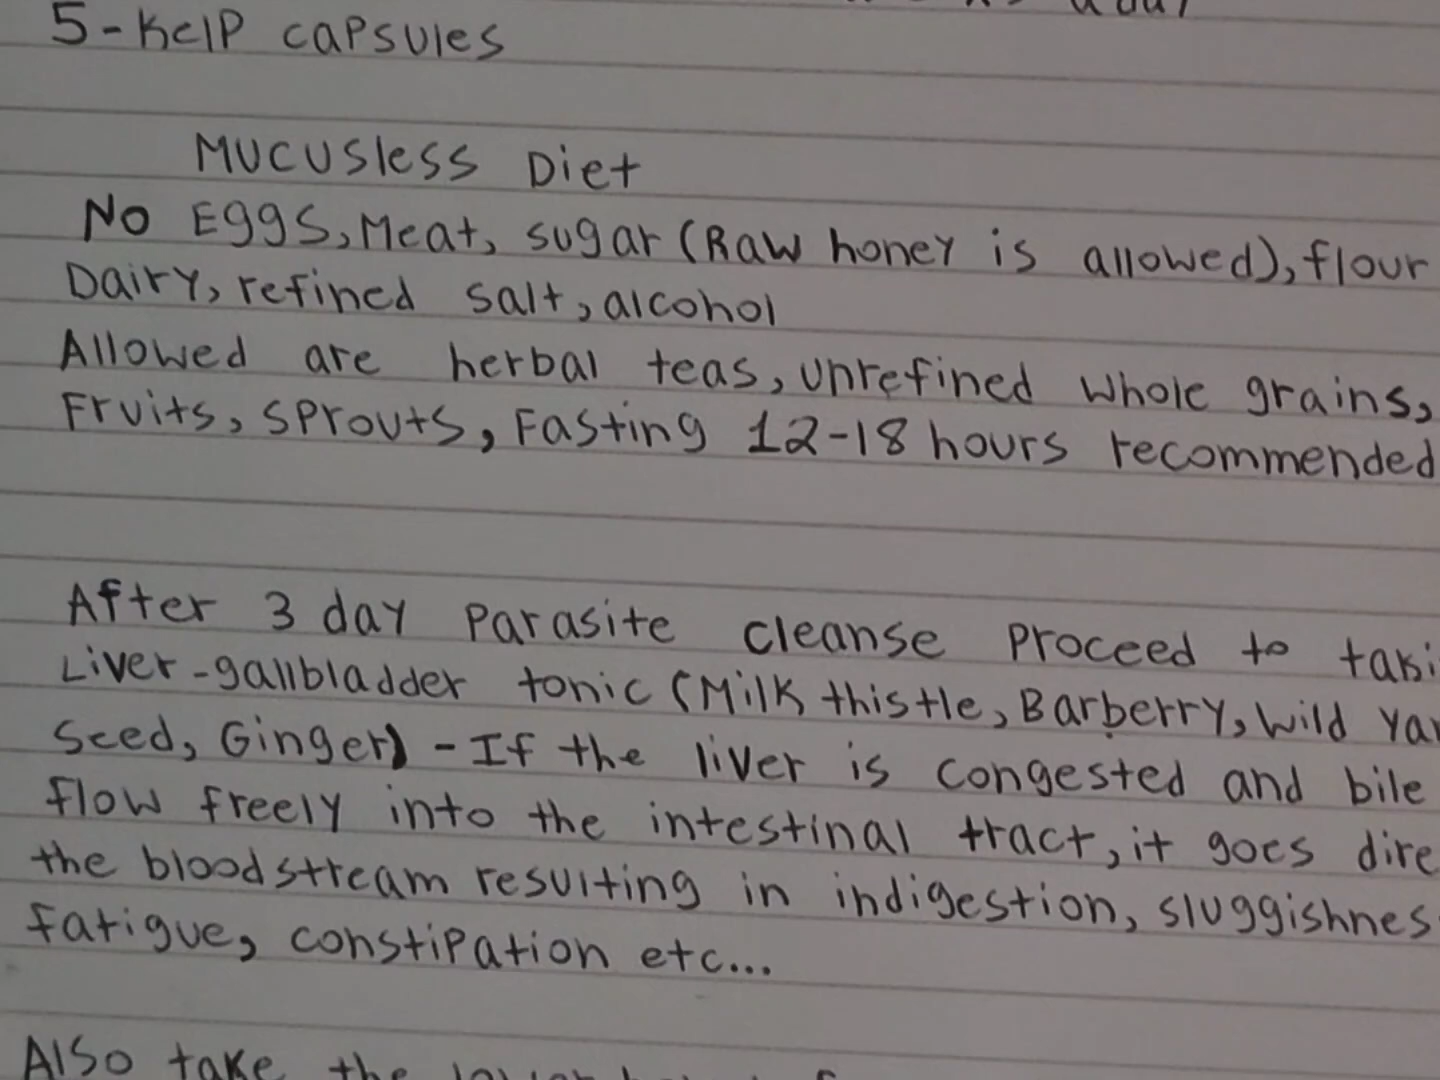 5-Kelp capsules
Mucusless Diet
No Eggs, Meat, sugar (Raw honey is allowed), flour
Dairy, refined salt, alcohol
Allowed are herbal teas, unrefined whole grains,
Fruits, sprouts, Fasting 12-18 hours recommended
After 3 day Parasite cleanse Proceed to
Liver-gallbladder tonic (Milk thistle, Barberry, Wild
Seed, Ginger) - If the liver is congested and bile
flow freely into the intestinal tract, it goes
the bloodstream resulting in indigestion,
fatigue, constipation etc...
Also take the